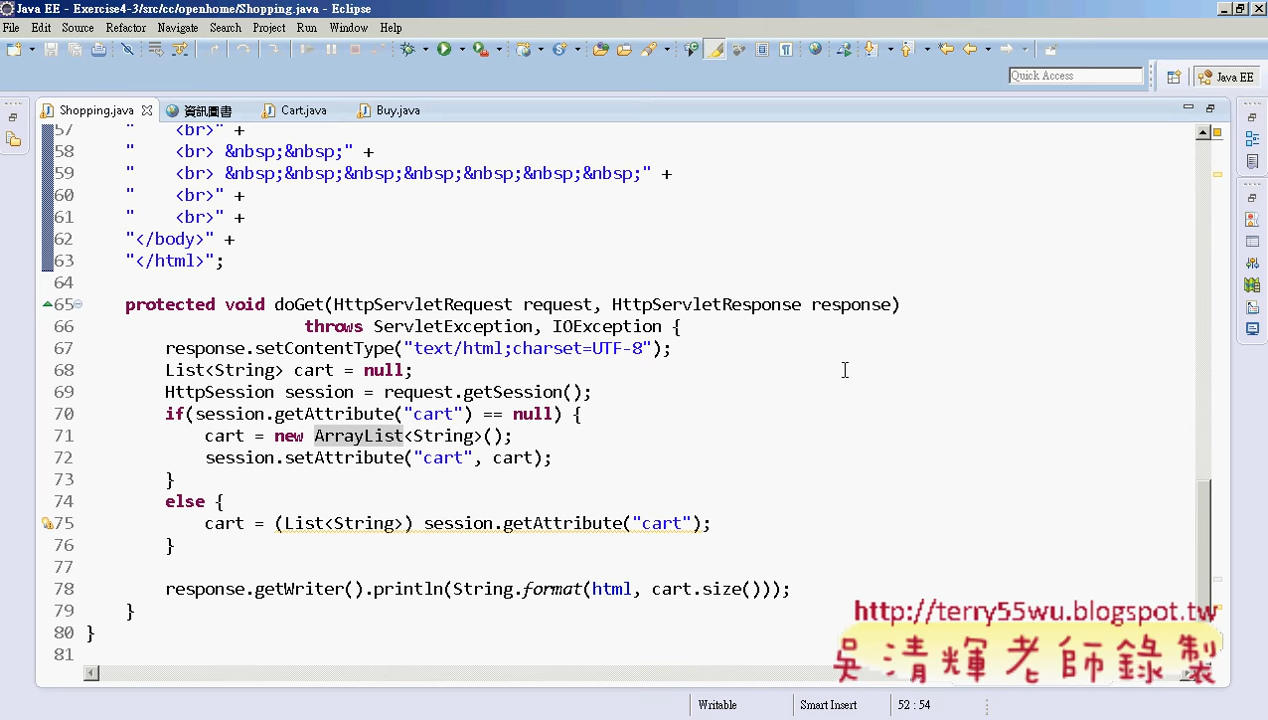 Java EE - Exercise4-3/src/cc/openhome/Shopping.java - Eclipse
File Edit Source Refactor Navigate Search Project Run Window Help
Quick Access
Java EE
Shopping.java 資訊圖書 Cart.java Buy.java
57 "    <br>" +
58 "    <br> &nbsp;&nbsp;" +
59 "    <br> &nbsp;&nbsp;&nbsp;&nbsp;&nbsp;&nbsp;&nbsp;" +
60 "    <br>" +
61 "    <br>" +
62 "</body>" +
63 "</html>";
64
65 protected void doGet(HttpServletRequest request, HttpServletResponse response)
66 throws ServletException, IOException {
67 response.setContentType("text/html;charset=UTF-8");
68 List<String> cart = null;
69 HttpSession session = request.getSession();
70 if(session.getAttribute("cart") == null) {
71 cart = new ArrayList<String>();
72 session.setAttribute("cart", cart);
73 }
74 else {
75 cart = (List<String>) session.getAttribute("cart");
76 }
77
78 response.getWriter().println(String.format(html, cart.size()));
79 }
80 }
81
http://terry55wu.blogspot.tw
吳清輝老師錄製
Writable Smart Insert 52 : 54